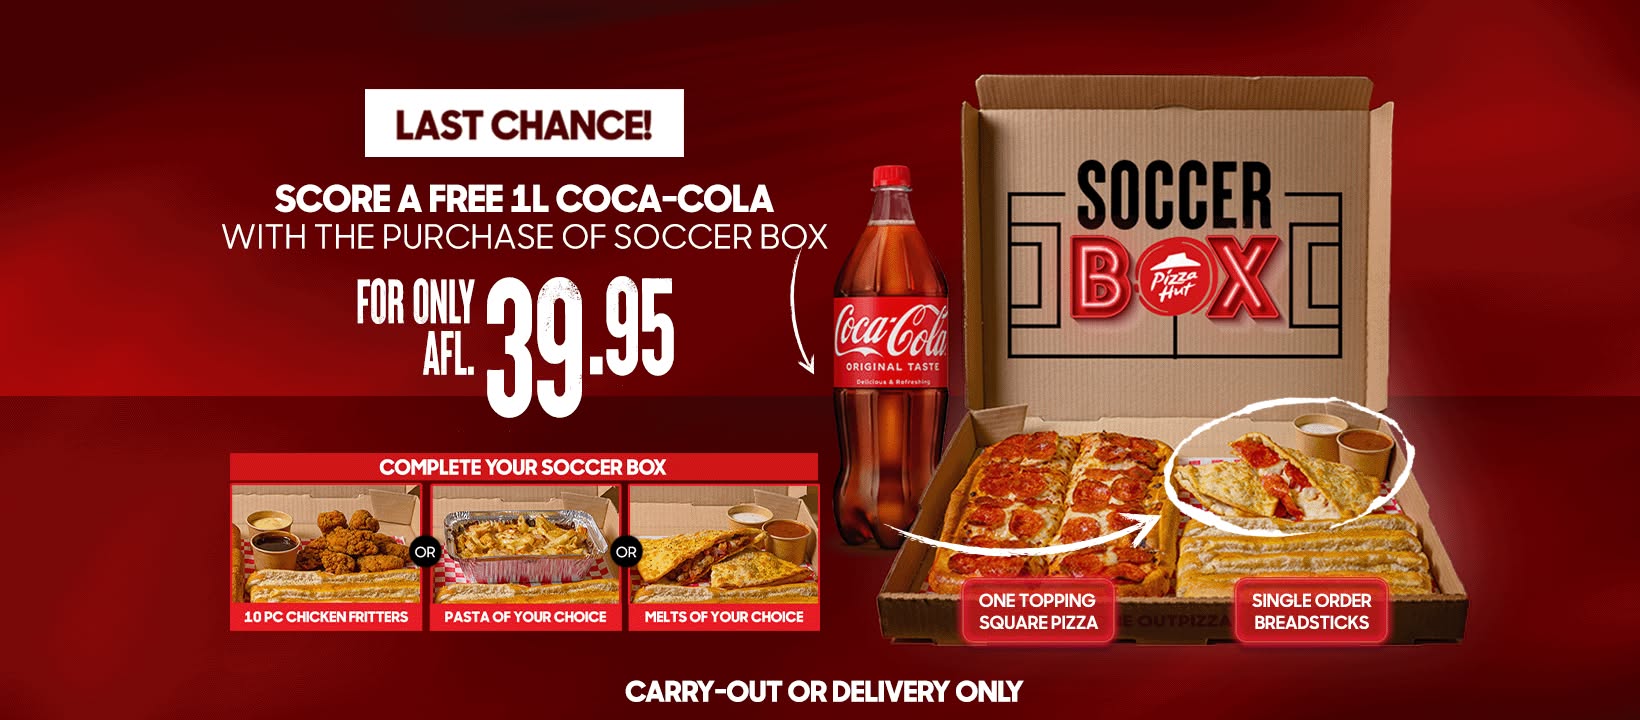 LAST CHANCE!
SCORE A FREE 1L COCA-COLA
WITH THE PURCHASE OF SOCCER BOX
FOR ONLY
AFL. 39.95
COMPLETE YOUR SOCCER BOX
OR
OR
10 PC CHICKEN FRITTERS
PASTA OF YOUR CHOICE
MELTS OF YOUR CHOICE
Coca-Cola
ORIGINAL TASTE
Delicious & Refreshing
SOCCER
BOX
Pizza
Hut
ONE TOPPING
SQUARE PIZZA
SINGLE ORDER
BREADSTICKS
OUTPIZZA
CARRY-OUT OR DELIVERY ONLY